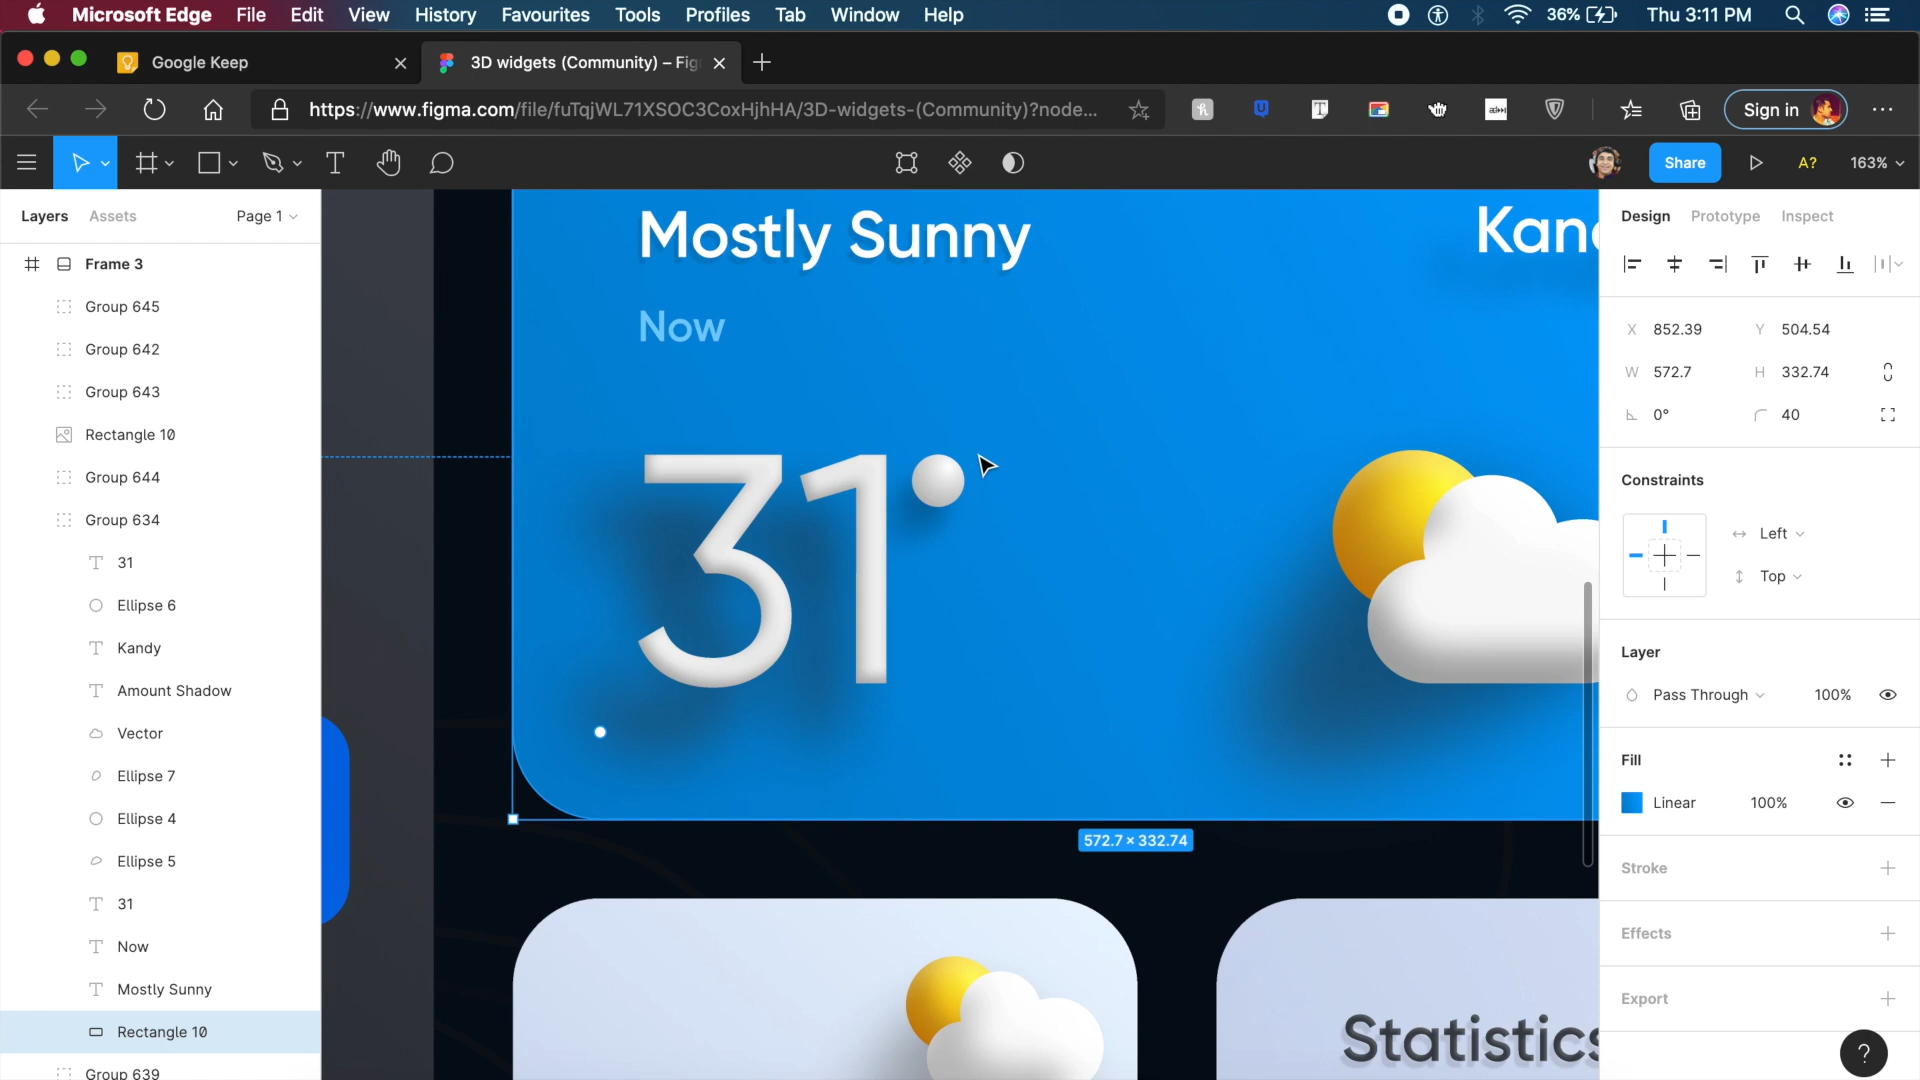 Microsoft Edge File Edit View History Favourites Tools Profiles Tab Window Help 36% Thu 3:11 PM
Google Keep
3D widgets (Community) – Fig
https://www.figma.com/file/fuTqjWL71XSOC3CoxHjhHA/3D-widgets-(Community)?node...
Sign in
Share
A?
163%
Layers Assets Page 1
Frame 3
Group 645
Group 642
Group 643
Rectangle 10
Group 644
Group 634
31
Ellipse 6
Kandy
Amount Shadow
Vector
Ellipse 7
Ellipse 4
Ellipse 5
31
Now
Mostly Sunny
Rectangle 10
Group 639
Mostly Sunny
Kan
Now
31°
572.7 × 332.74
Statistics
Design Prototype Inspect
X 852.39 Y 504.54
W 572.7 H 332.74
0° 40
Constraints
Left
Top
Layer
Pass Through 100%
Fill
Linear 100%
Stroke
Effects
Export
?